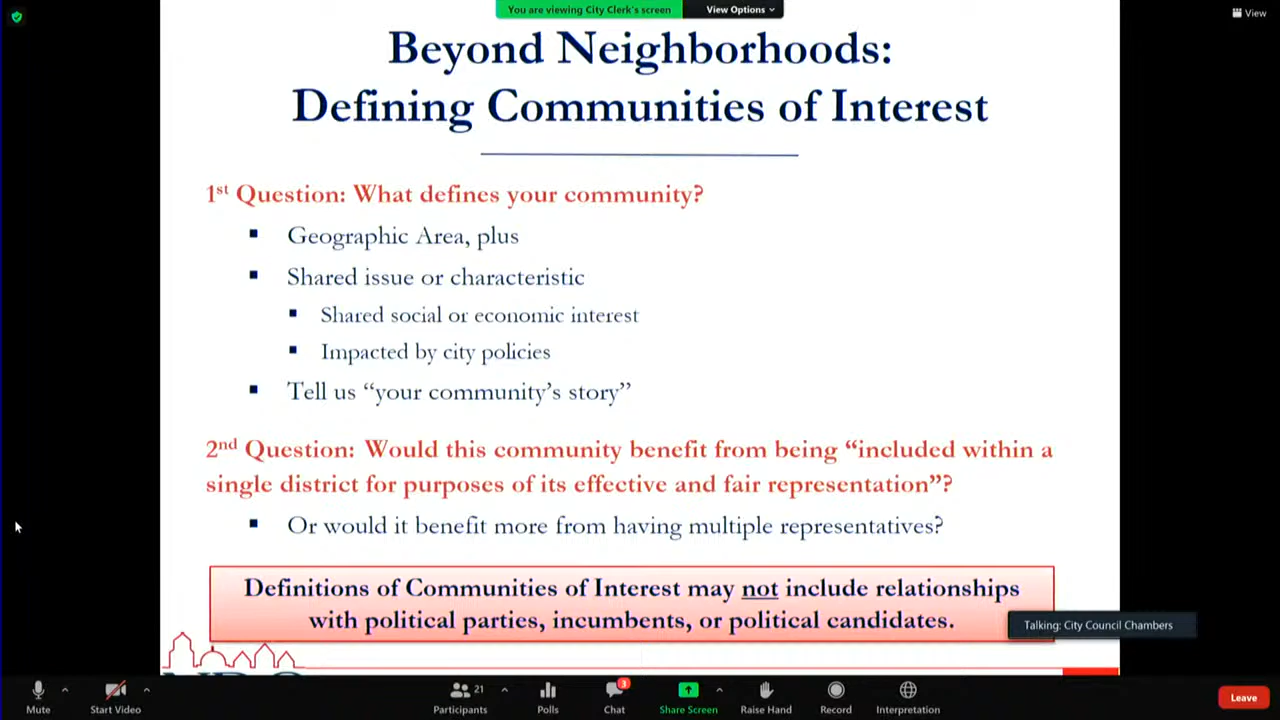 You are viewing City Clerk's screen
View Options
View
Beyond Neighborhoods:
Defining Communities of Interest
1st Question: What defines your community?
▪ Geographic Area, plus
▪ Shared issue or characteristic
▪ Shared social or economic interest
▪ Impacted by city policies
▪ Tell us “your community’s story”
2nd Question: Would this community benefit from being “included within a
single district for purposes of its effective and fair representation”?
▪ Or would it benefit more from having multiple representatives?
Definitions of Communities of Interest may not include relationships
with political parties, incumbents, or political candidates.
Talking: City Council Chambers
Mute
Start Video
21
Participants
Polls
3
Chat
Share Screen
Raise Hand
Record
Interpretation
Leave